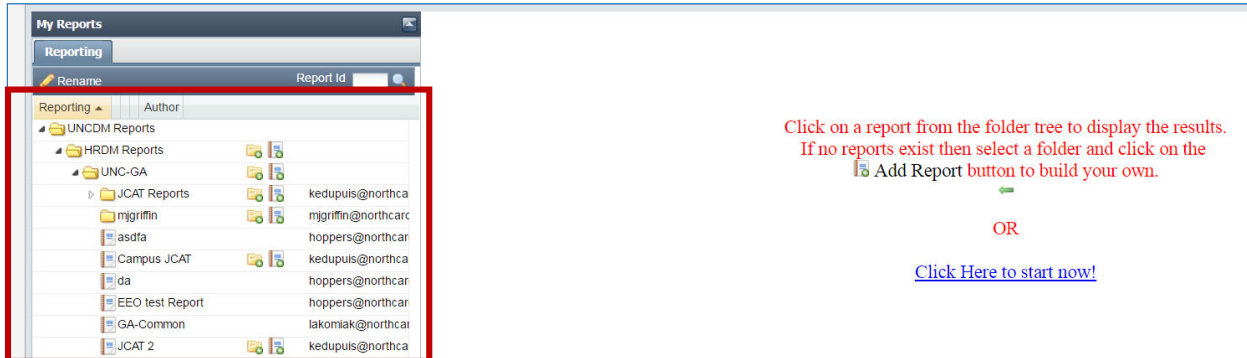 My Reports
Reporting
Rename Report Id
Reporting Author
UNCDM Reports
HRDM Reports
UNC-GA
JCAT Reports kedupuis@northca
mjgriffin mjgriffin@northcarc
asdfa hoppers@northcar
Campus JCAT kedupuis@northca
da hoppers@northcar
EEO test Report hoppers@northcar
GA-Common lakomiak@northcar
JCAT 2 kedupuis@northca
Click on a report from the folder tree to display the results.
If no reports exist then select a folder and click on the
Add Report button to build your own.
OR
Click Here to start now!